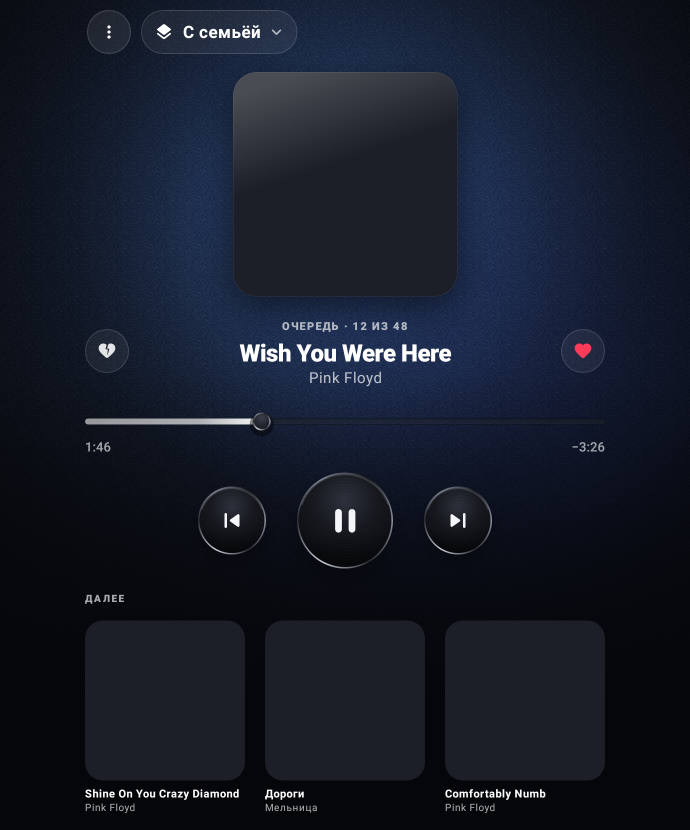 С семьёй
ОЧЕРЕДЬ · 12 ИЗ 48
Wish You Were Here
Pink Floyd
1:46
−3:26
ДАЛЕЕ
Shine On You Crazy Diamond
Pink Floyd
Дороги
Мельница
Comfortably Numb
Pink Floyd